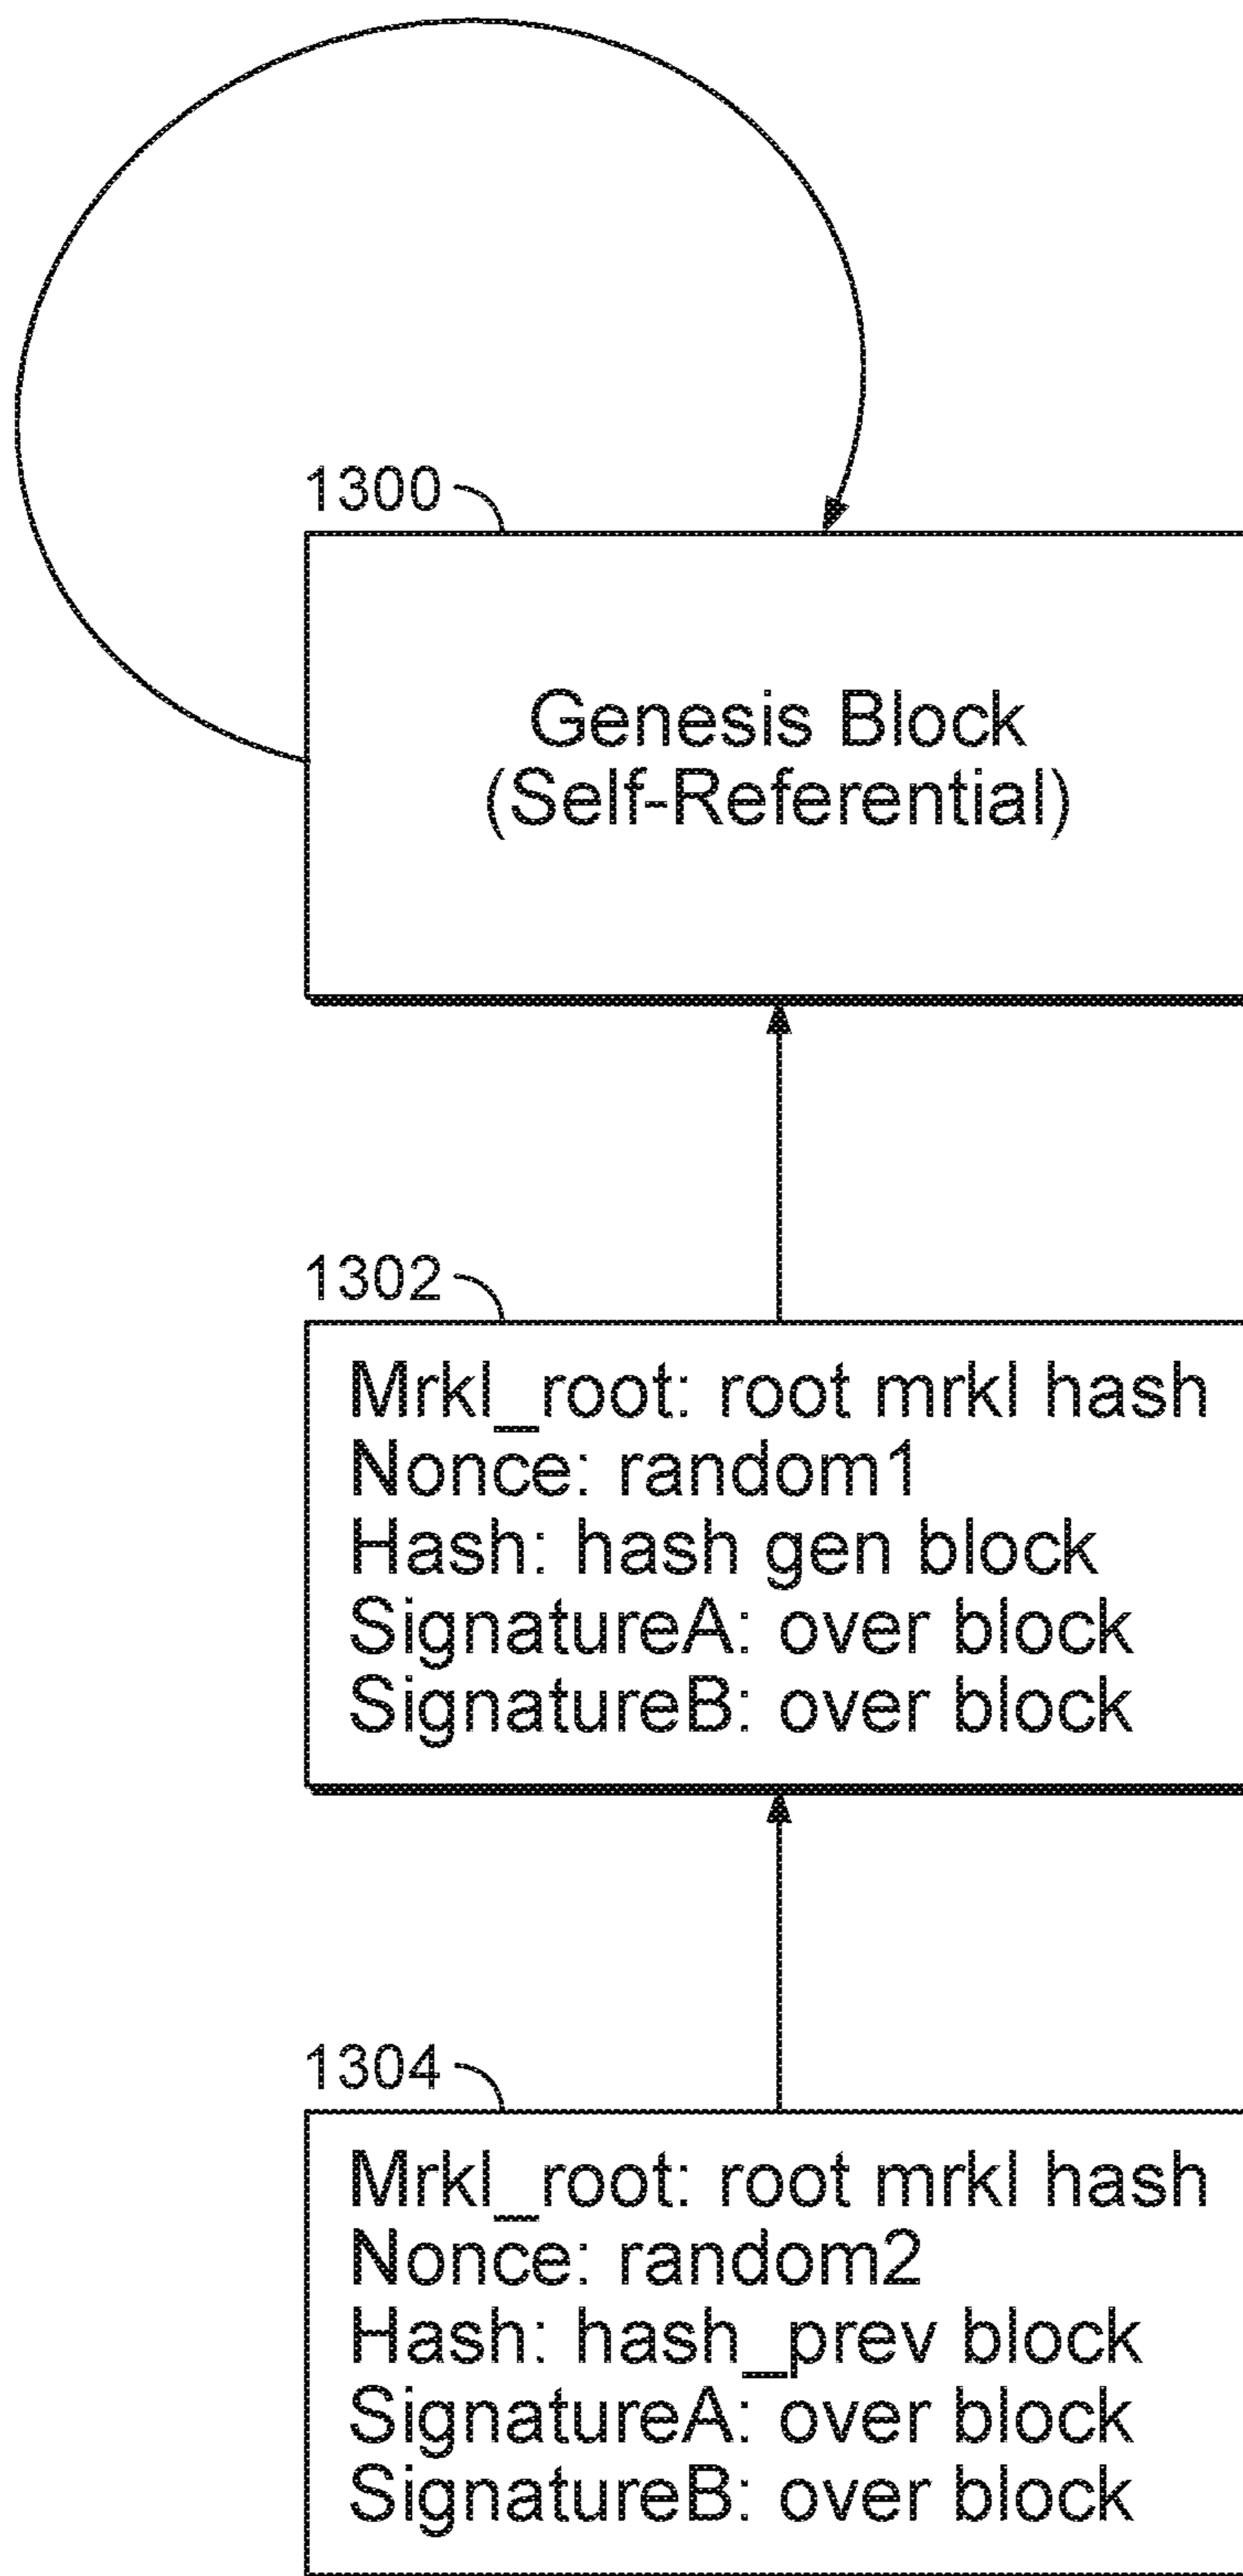 1300
Genesis Block
(Self-Referential)
1302
Mrkl_root: root mrkl hash
Nonce: random1
Hash: hash gen block
SignatureA: over block
SignatureB: over block
1304
Mrkl_root: root mrkl hash
Nonce: random2
Hash: hash_prev block
SignatureA: over block
SignatureB: over block